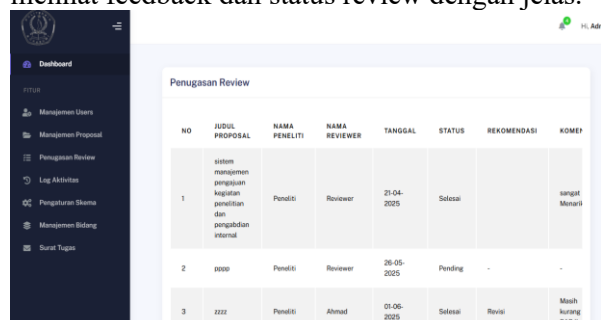 melihat feedback dan status review dengan jelas.
Hi, Adr
Dashboard
FITUR
Manajemen Users
Manajemen Proposal
Penugasan Review
Log Aktivitas
Pengaturan Skema
Manajemen Bidang
Surat Tugas
Penugasan Review
NO JUDUL PROPOSAL NAMA PENELITI NAMA REVIEWER TANGGAL STATUS REKOMENDASI KOMEN
1 sistem manajemen pengajuan kegiatan penelitian dan pengabdian internal Peneliti Reviewer 21-04-2025 Selesai sangat Menarik
2 pppp Peneliti Reviewer 26-05-2025 Pending - -
3 zzzz Peneliti Ahmad 01-06-2025 Selesai Revisi Masih kurang